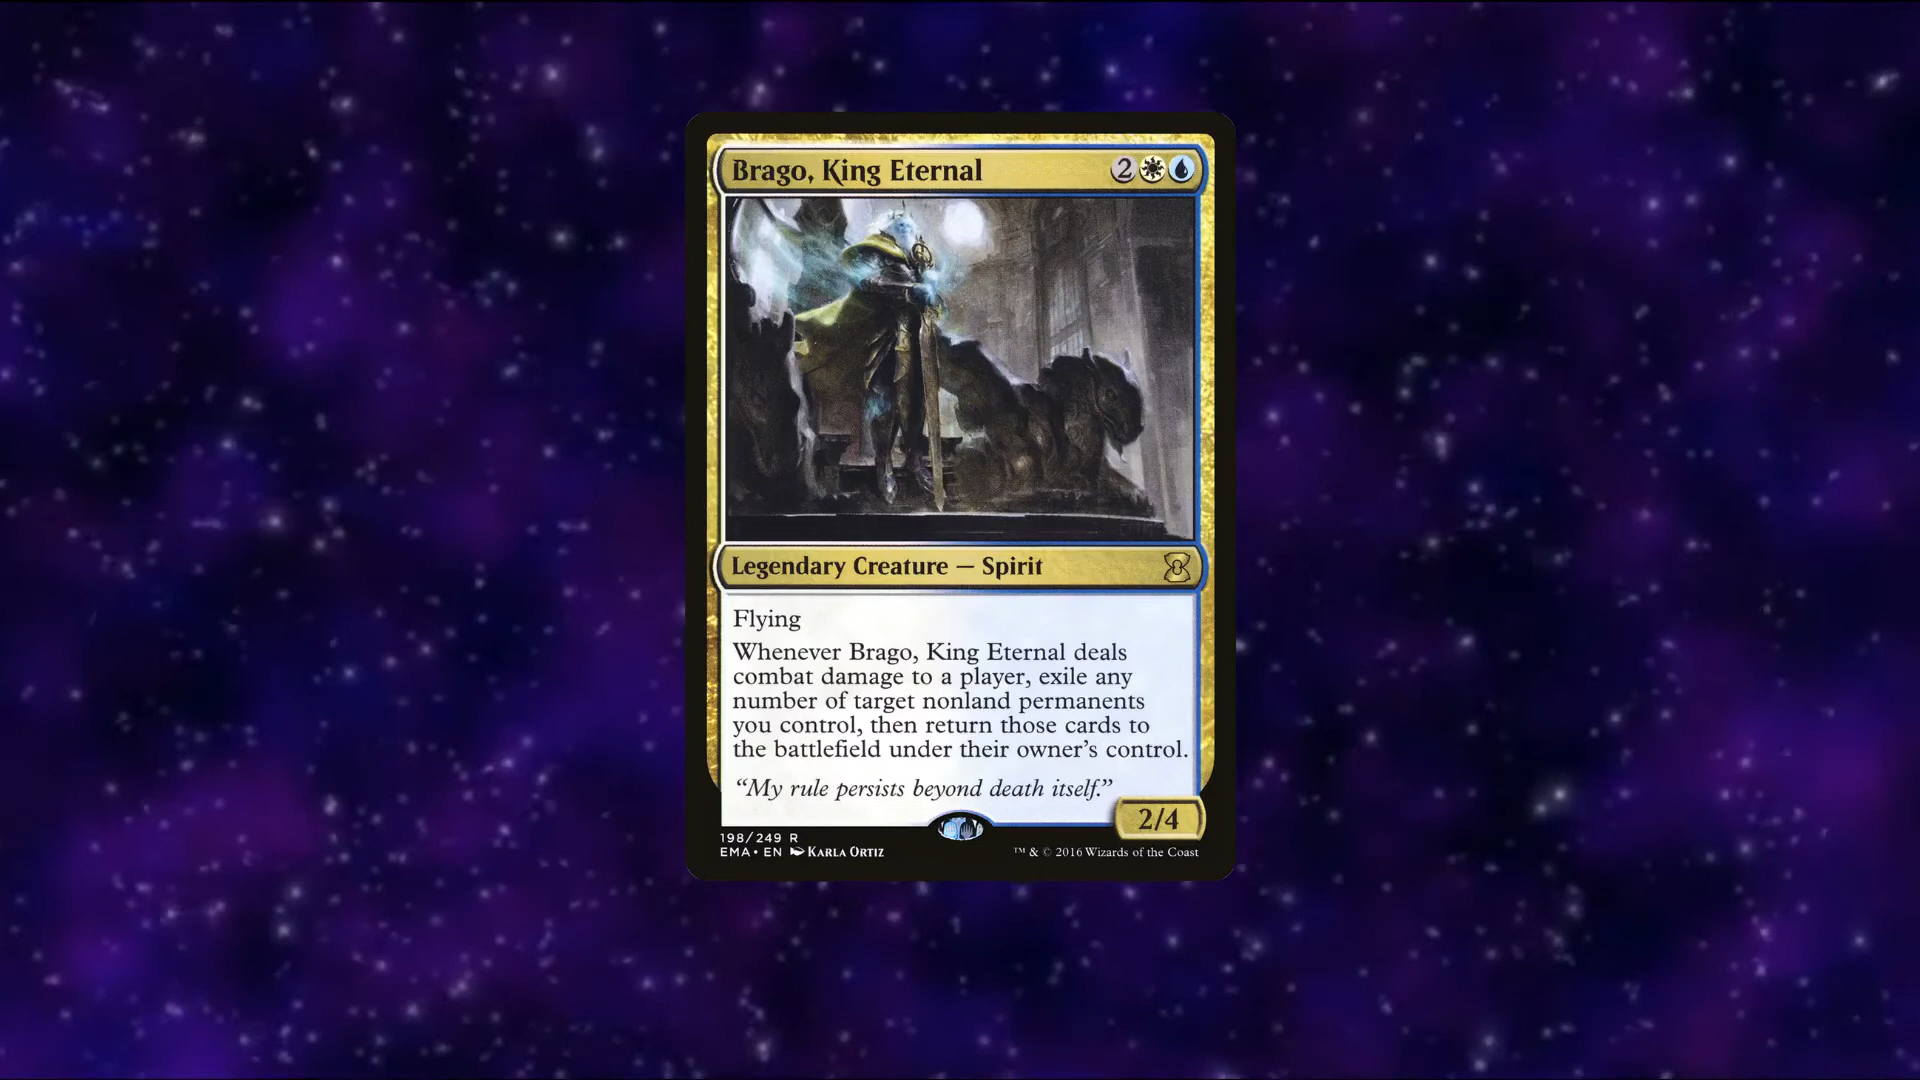 Brago, King Eternal 2
Legendary Creature — Spirit
Flying
Whenever Brago, King Eternal deals
combat damage to a player, exile any
number of target nonland permanents
you control, then return those cards to
the battlefield under their owner's control.
“My rule persists beyond death itself.”
2/4
198/249 R
EMA • EN Karla Ortiz
™ & © 2016 Wizards of the Coast